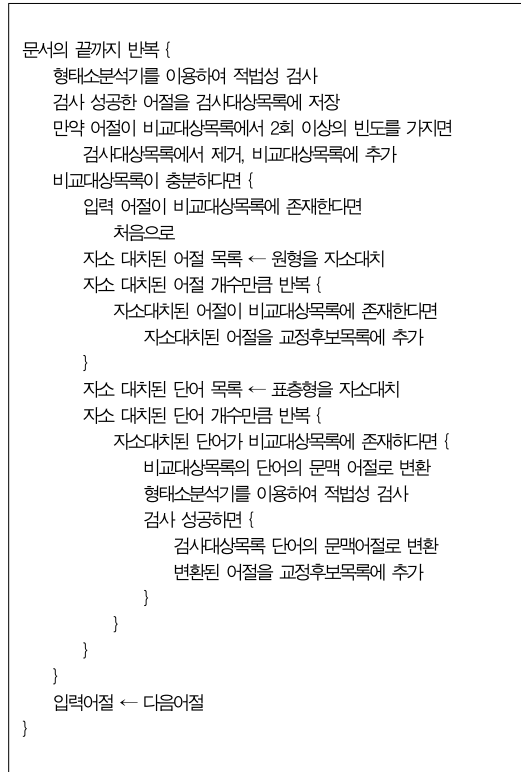 문서의 끝까지 반복 {
형태소분석기를 이용하여 적법성 검사
검사 성공한 어절을 검사대상목록에 저장
만약 어절이 비교대상목록에서 2회 이상의 빈도를 가지면
검사대상목록에서 제거, 비교대상목록에 추가
비교대상목록이 충분하다면 {
입력 어절이 비교대상목록에 존재한다면
처음으로
자소 대치된 어절 목록 ← 원형을 자소대치
자소 대치된 어절 개수만큼 반복 {
자소대치된 어절이 비교대상목록에 존재한다면
자소대치된 어절을 교정후보목록에 추가
}
자소 대치된 단어 목록 ← 표층형을 자소대치
자소 대치된 단어 개수만큼 반복 {
자소대치된 단어가 비교대상목록에 존재하다면 {
비교대상목록의 단어의 문맥 어절로 변환
형태소분석기를 이용하여 적법성 검사
검사 성공하면 {
검사대상목록 단어의 문맥어절로 변환
변환된 어절을 교정후보목록에 추가
}
}
}
}
입력어절 ← 다음어절
}